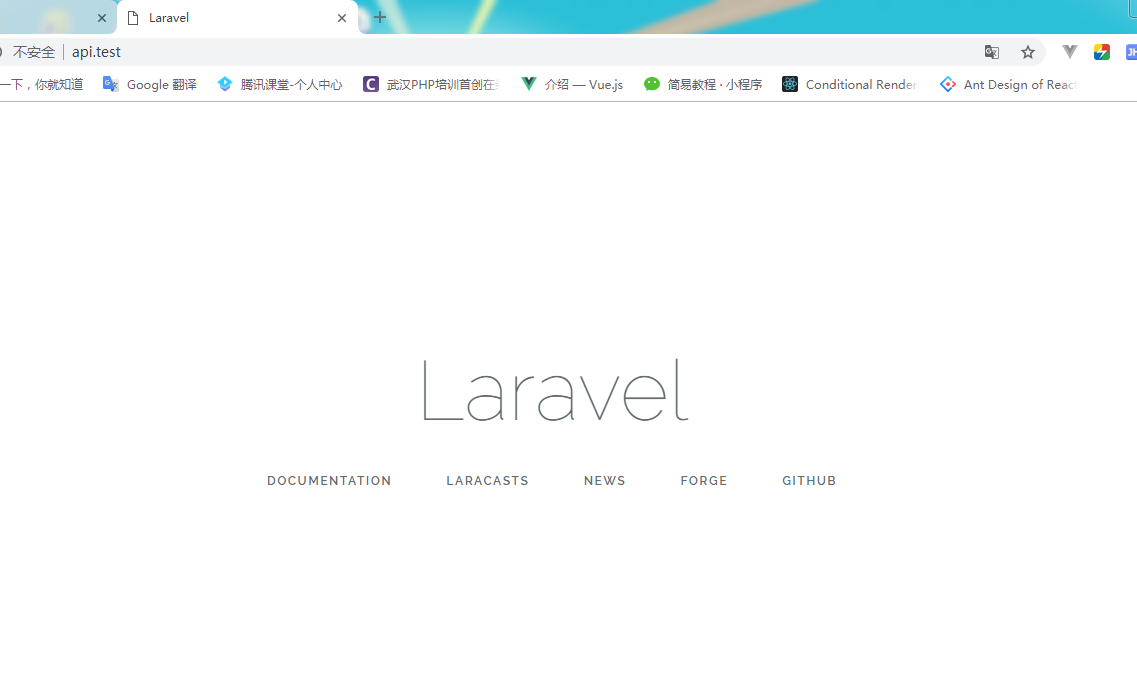 Laravel
不安全 api.test
一下，你就知道 Google 翻译 腾讯课堂-个人中心 武汉PHP培训首创在 介绍 — Vue.js 简易教程 · 小程序 Conditional Render Ant Design of Reac
Laravel
DOCUMENTATION LARACASTS NEWS FORGE GITHUB